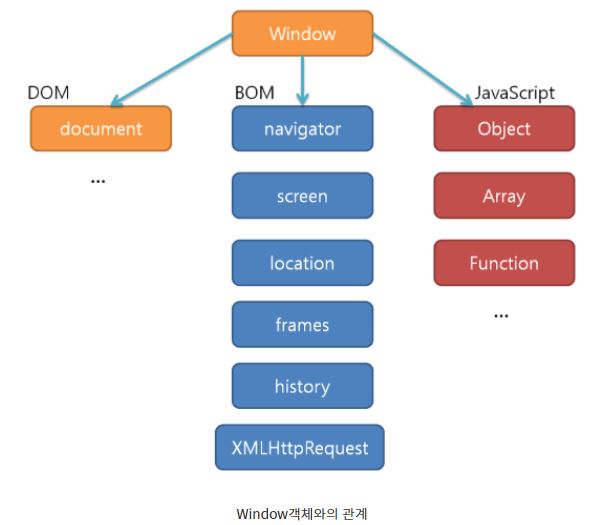 Window
DOM
BOM
JavaScript
document
navigator
Object
...
screen
Array
location
Function
frames
...
history
XMLHttpRequest
Window객체와의 관계